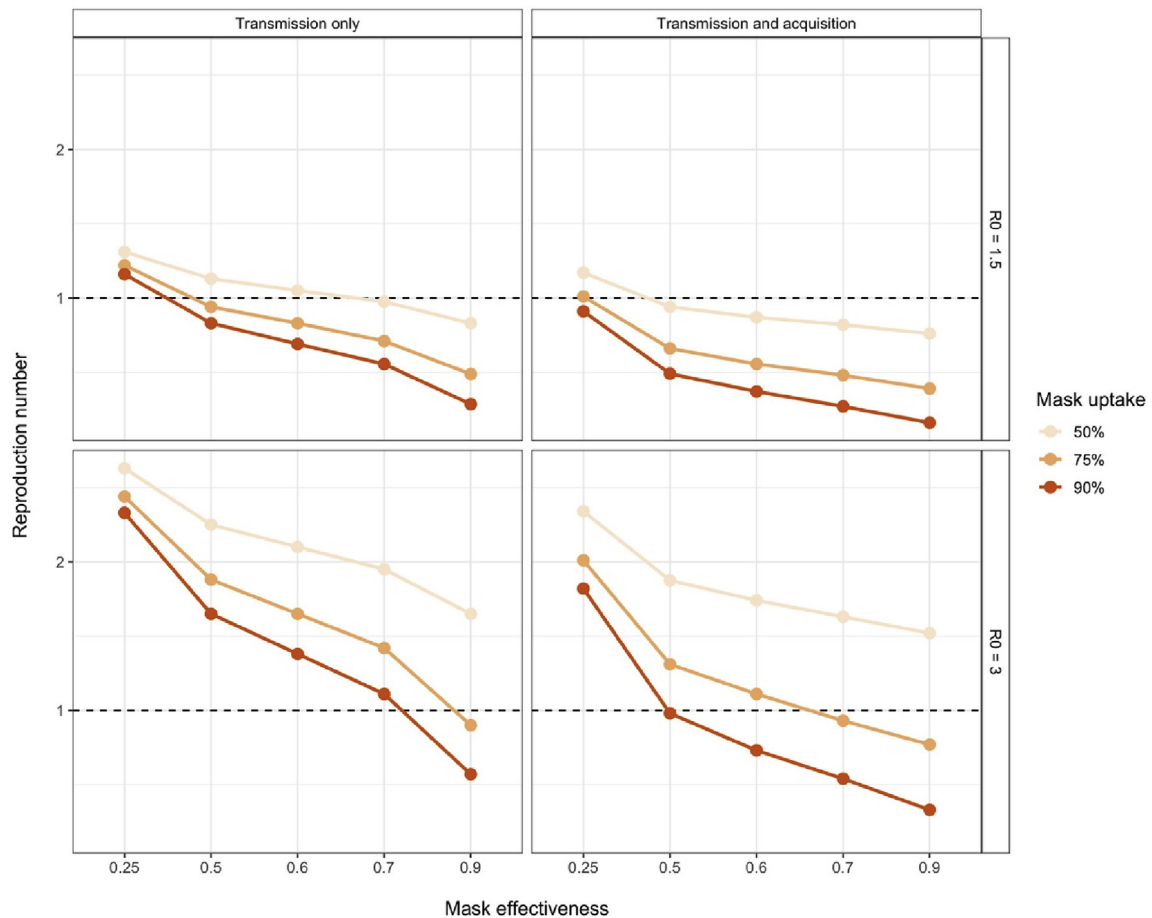 Transmission only
Transmission and acquisition
2
1
R0 = 1.5
2
1
R0 = 3
Reproduction number
0.25 0.5 0.6 0.7 0.9
0.25 0.5 0.6 0.7 0.9
Mask effectiveness
Mask uptake
50%
75%
90%